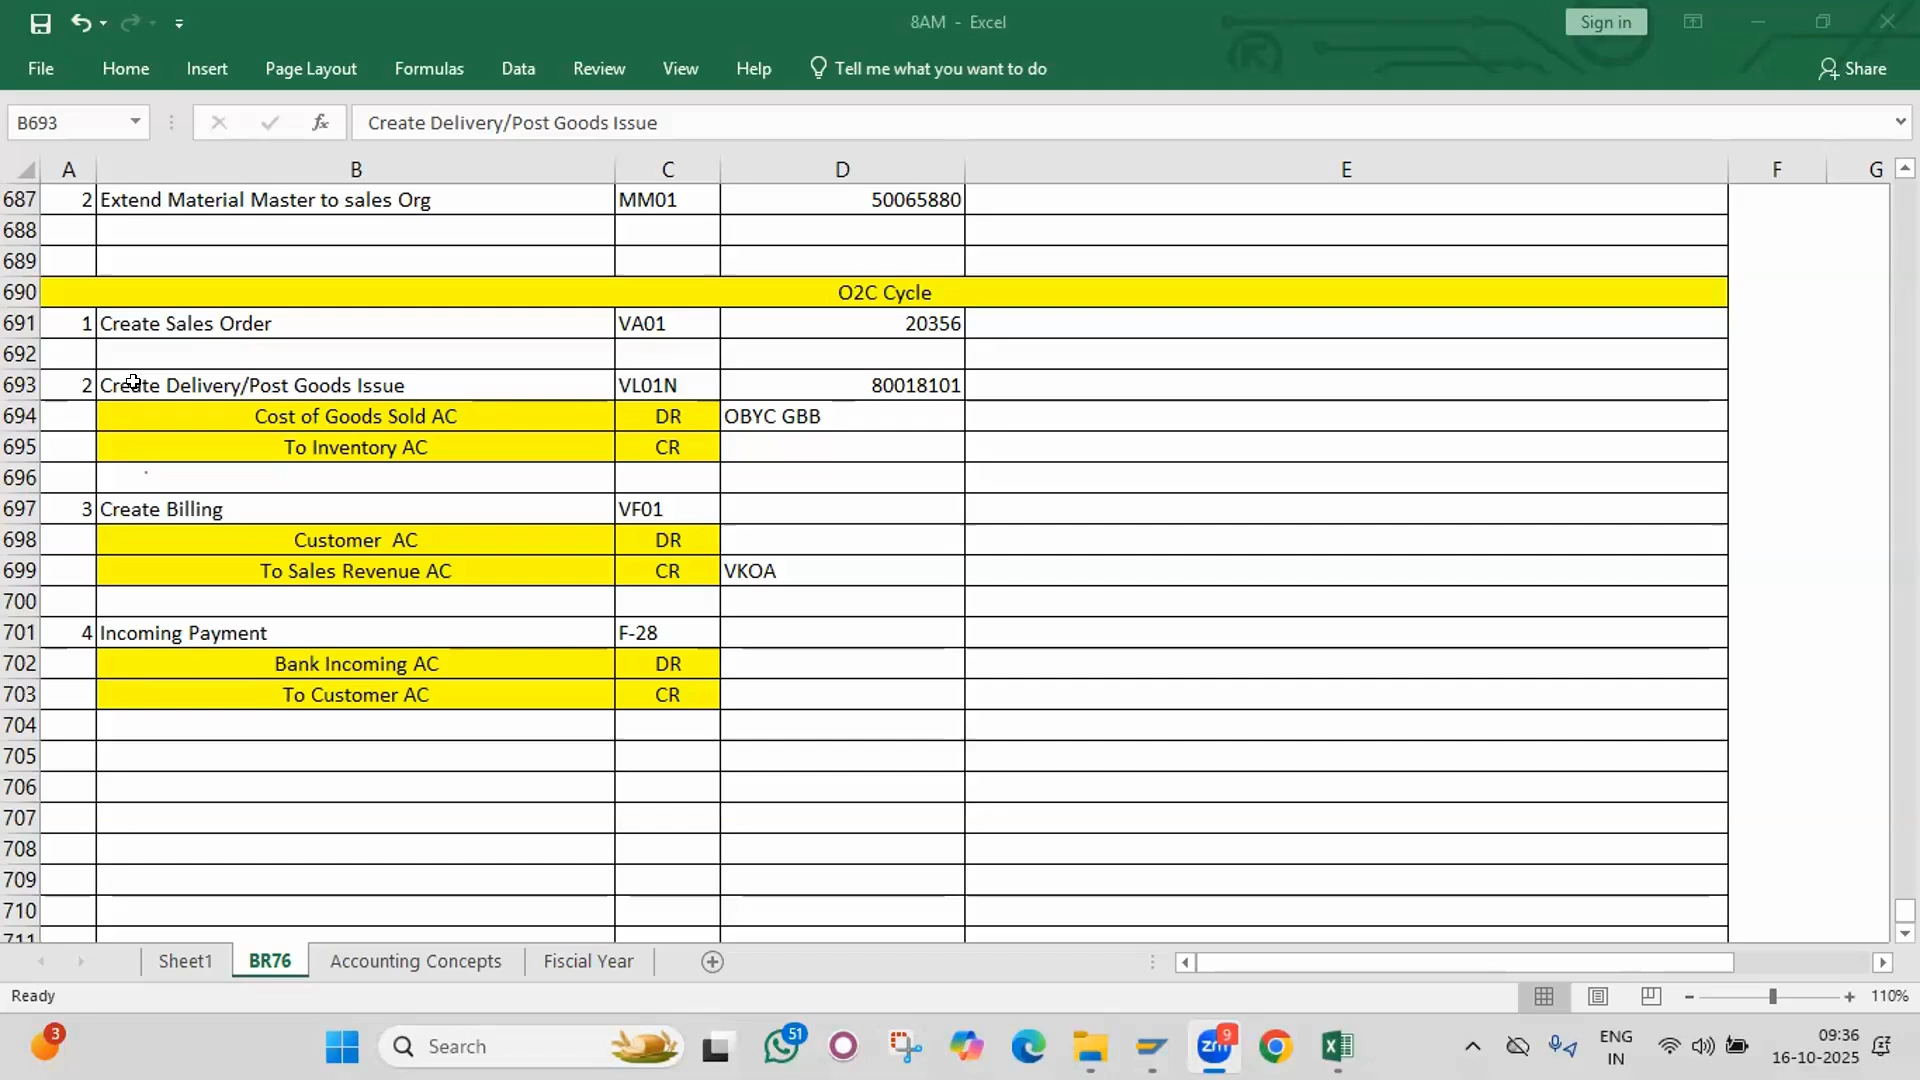 8AM - Excel
Sign in
File Home Insert Page Layout Formulas Data Review View Help Tell me what you want to do Share
B693 fx Create Delivery/Post Goods Issue
A B C D E F G
687 2 Extend Material Master to sales Org MM01 50065880
688
689
690 O2C Cycle
691 1 Create Sales Order VA01 20356
692
693 2 Create Delivery/Post Goods Issue VL01N 80018101
694 Cost of Goods Sold AC DR OBYC GBB
695 To Inventory AC CR
696
697 3 Create Billing VF01
698 Customer AC DR
699 To Sales Revenue AC CR VKOA
700
701 4 Incoming Payment F-28
702 Bank Incoming AC DR
703 To Customer AC CR
704
705
706
707
708
709
710
711
Sheet1 BR76 Accounting Concepts Fiscial Year
Ready 110%
3 Search 51 zm 9 ENG IN 09:36 16-10-2025